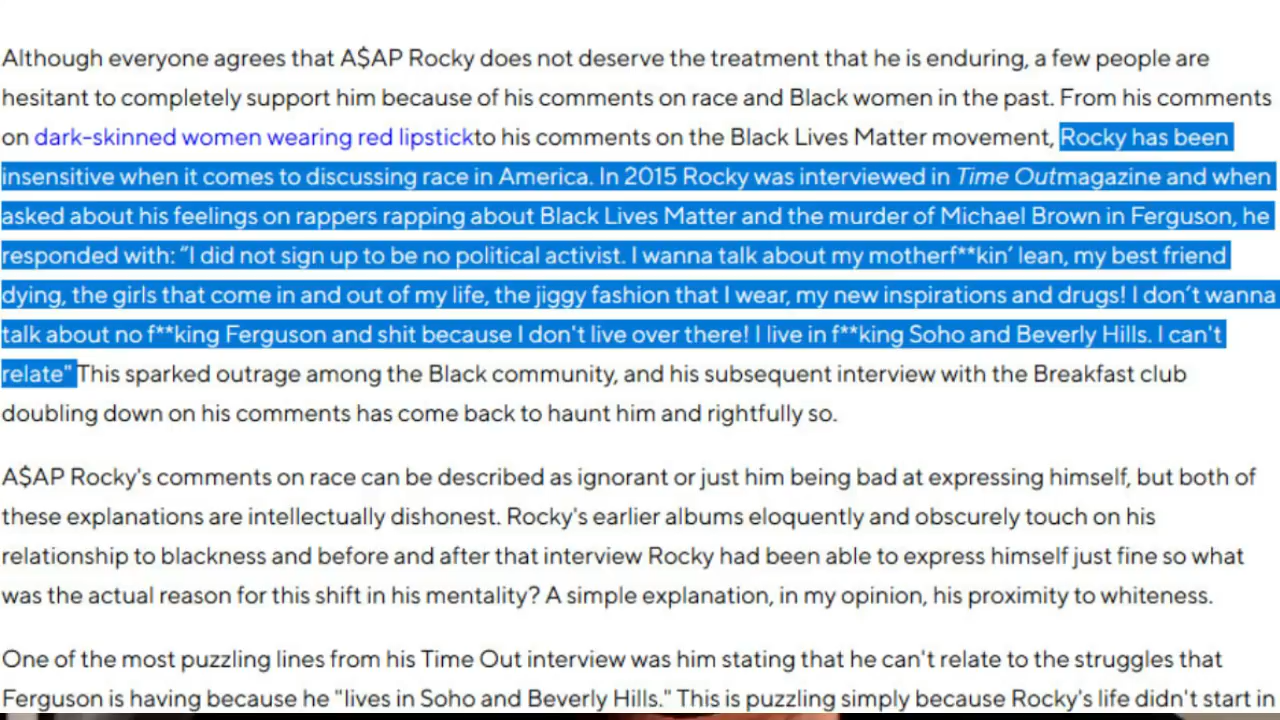 Although everyone agrees that A$AP Rocky does not deserve the treatment that he is enduring, a few people are
hesitant to completely support him because of his comments on race and Black women in the past. From his comments
on dark-skinned women wearing red lipstickto his comments on the Black Lives Matter movement, Rocky has been
insensitive when it comes to discussing race in America. In 2015 Rocky was interviewed in Time Outmagazine and when
asked about his feelings on rappers rapping about Black Lives Matter and the murder of Michael Brown in Ferguson, he
responded with: “I did not sign up to be no political activist. I wanna talk about my motherf**kin’ lean, my best friend
dying, the girls that come in and out of my life, the jiggy fashion that I wear, my new inspirations and drugs! I don’t wanna
talk about no f**king Ferguson and shit because I don't live over there! I live in f**king Soho and Beverly Hills. I can't
relate" This sparked outrage among the Black community, and his subsequent interview with the Breakfast club
doubling down on his comments has come back to haunt him and rightfully so.
A$AP Rocky's comments on race can be described as ignorant or just him being bad at expressing himself, but both of
these explanations are intellectually dishonest. Rocky's earlier albums eloquently and obscurely touch on his
relationship to blackness and before and after that interview Rocky had been able to express himself just fine so what
was the actual reason for this shift in his mentality? A simple explanation, in my opinion, his proximity to whiteness.
One of the most puzzling lines from his Time Out interview was him stating that he can't relate to the struggles that
Ferguson is having because he "lives in Soho and Beverly Hills." This is puzzling simply because Rocky's life didn't start in